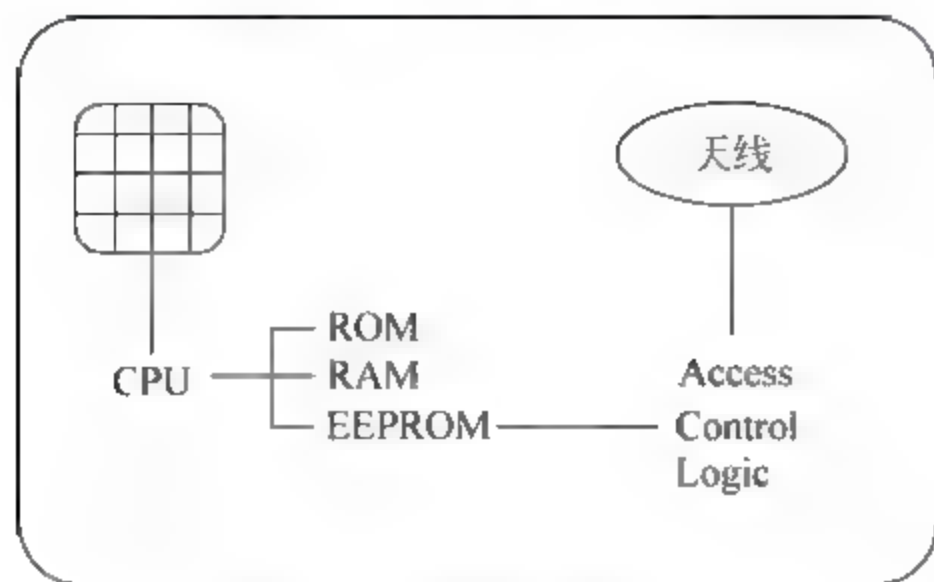 天线
ROM
CPU
RAM
EEPROM
Access
Control
Logic